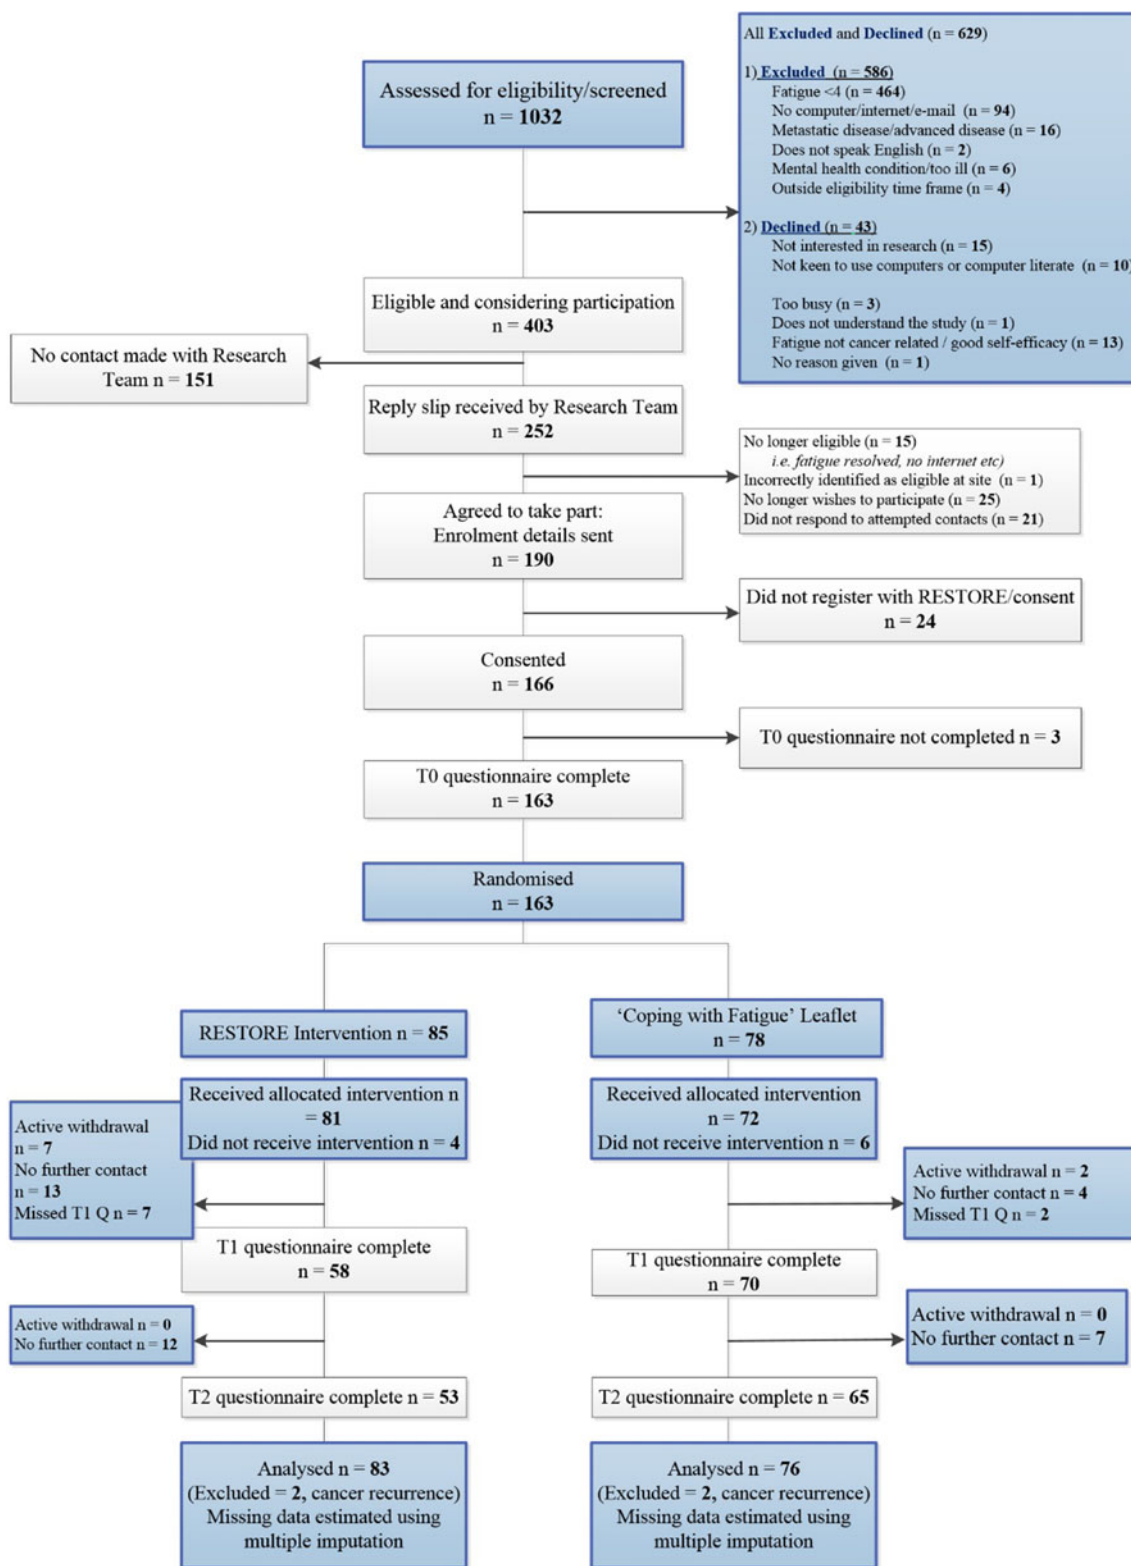 Assessed for eligibility/screened
n = 1032
All Excluded and Declined (n = 629)
1) Excluded (n = 586)
Fatigue <4 (n = 464)
No computer/internet/e-mail (n = 94)
Metastatic disease/advanced disease (n = 16)
Does not speak English (n = 2)
Mental health condition/too ill (n = 6)
Outside eligibility time frame (n = 4)
2) Declined (n = 43)
Not interested in research (n = 15)
Not keen to use computers or computer literate (n = 10)
Too busy (n = 3)
Does not understand the study (n = 1)
Fatigue not cancer related / good self-efficacy (n = 13)
No reason given (n = 1)
Eligible and considering participation
n = 403
No contact made with Research
Team n = 151
Reply slip received by Research Team
n = 252
No longer eligible (n = 15)
i.e. fatigue resolved, no internet etc)
Incorrectly identified as eligible at site (n = 1)
No longer wishes to participate (n = 25)
Did not respond to attempted contacts (n = 21)
Agreed to take part:
Enrolment details sent
n = 190
Did not register with RESTORE/consent
n = 24
Consented
n = 166
T0 questionnaire not completed n = 3
T0 questionnaire complete
n = 163
Randomised
n = 163
RESTORE Intervention n = 85
Received allocated intervention n
= 81
Did not receive intervention n = 4
Active withdrawal
n = 7
No further contact
n = 13
Missed T1 Q n = 7
T1 questionnaire complete
n = 58
Active withdrawal n = 0
No further contact n = 12
T2 questionnaire complete n = 53
Analysed n = 83
(Excluded = 2, cancer recurrence)
Missing data estimated using
multiple imputation
‘Coping with Fatigue’ Leaflet
n = 78
Received allocated intervention
n = 72
Did not receive intervention n = 6
Active withdrawal n = 2
No further contact n = 4
Missed T1 Q n = 2
T1 questionnaire complete
n = 70
Active withdrawal n = 0
No further contact n = 7
T2 questionnaire complete n = 65
Analysed n = 76
(Excluded = 2, cancer recurrence)
Missing data estimated using
multiple imputation